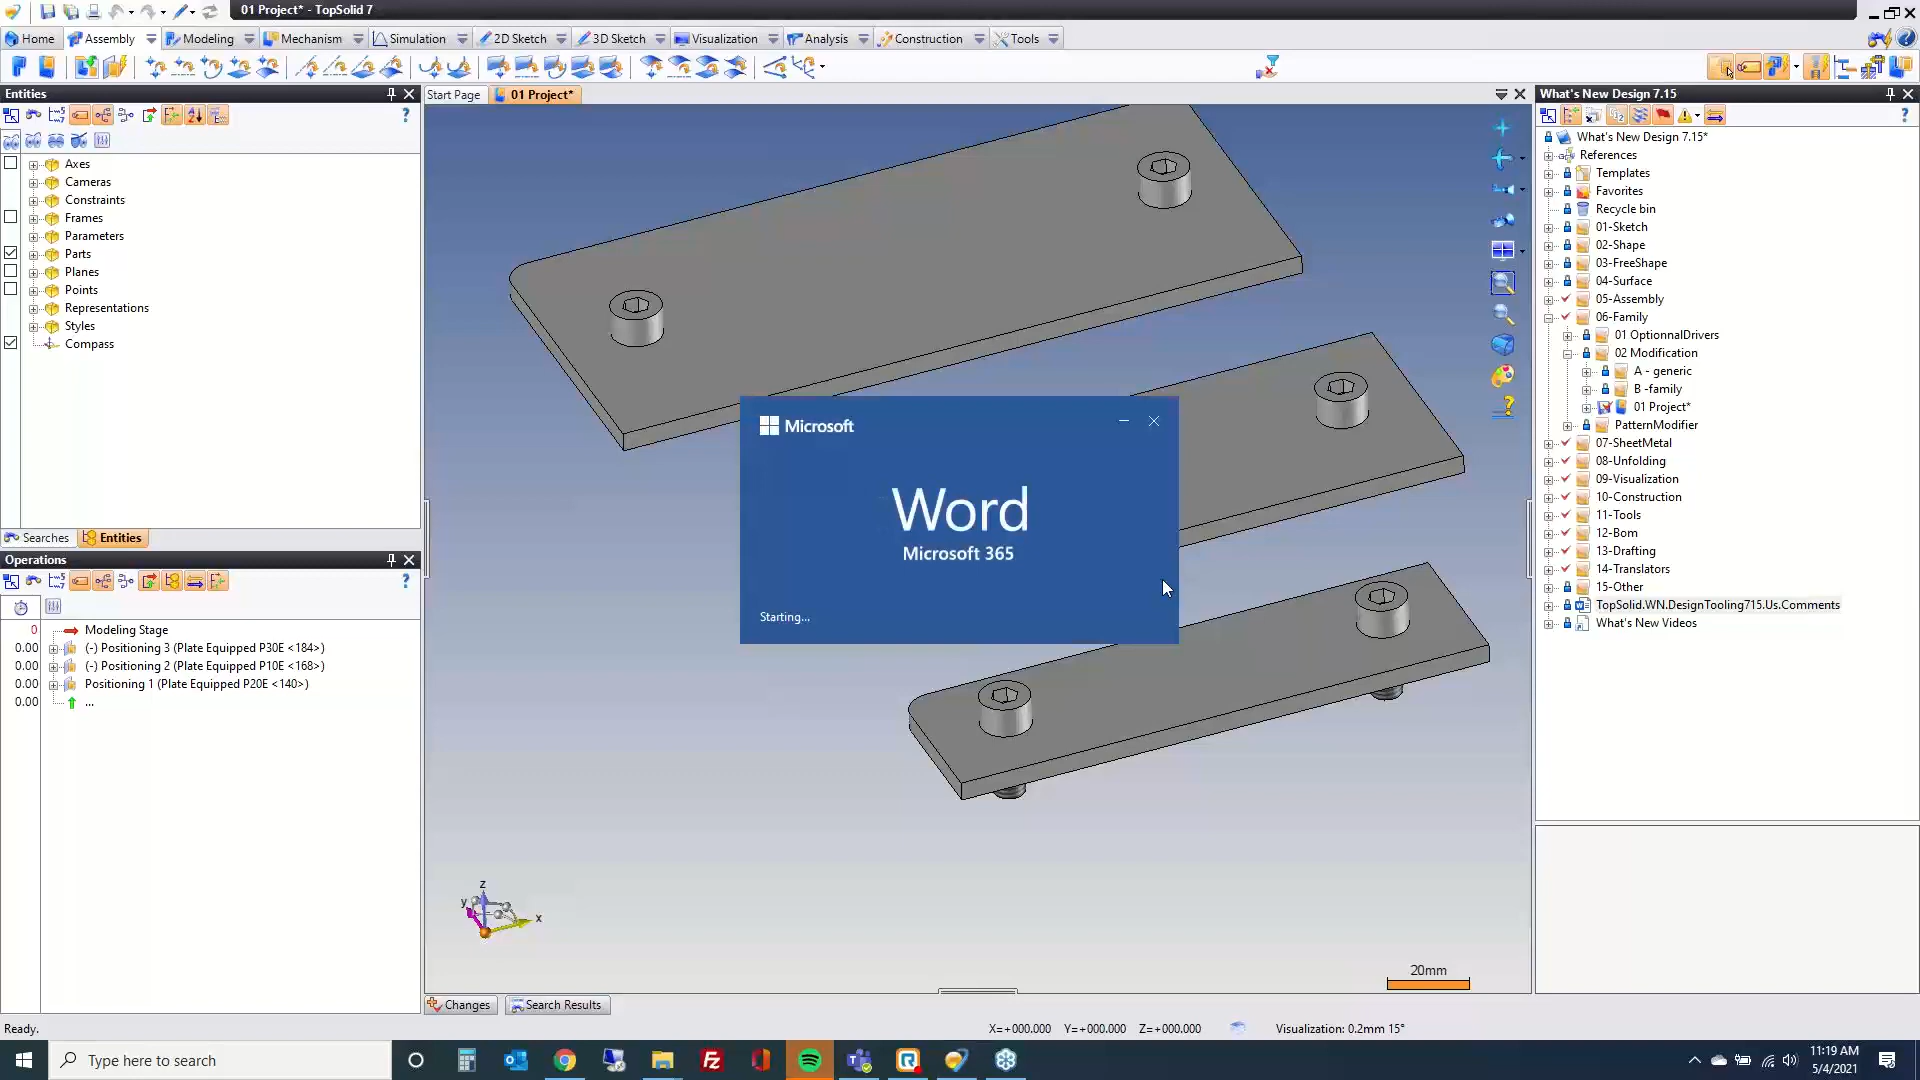 01 Project* - TopSolid 7
Home Assembly Modeling Mechanism Simulation 2D Sketch 3D Sketch Visualization Analysis Construction Tools
Entities
Axes
Cameras
Constraints
Frames
Parameters
Parts
Planes
Points
Representations
Styles
Compass
Searches Entities
Operations
0 Modeling Stage
0.00 (-) Positioning 3 (Plate Equipped P30E <184>)
0.00 (-) Positioning 2 (Plate Equipped P10E <168>)
0.00 Positioning 1 (Plate Equipped P20E <140>)
0.00 ...
Start Page 01 Project*
Microsoft
Word
Microsoft 365
Starting...
z
y
x
20mm
Changes Search Results
What's New Design 7.15
What's New Design 7.15*
References
Templates
Favorites
Recycle bin
01-Sketch
02-Shape
03-FreeShape
04-Surface
05-Assembly
06-Family
01 OptionnalDrivers
02 Modification
A - generic
B -family
01 Project*
PatternModifier
07-SheetMetal
08-Unfolding
09-Visualization
10-Construction
11-Tools
12-Bom
13-Drafting
14-Translators
15-Other
TopSolid.WN.DesignTooling715.Us.Comments
What's New Videos
Ready.
X=+000.000 Y=+000.000 Z=+000.000 Visualization: 0.2mm 15°
Type here to search
11:19 AM
5/4/2021